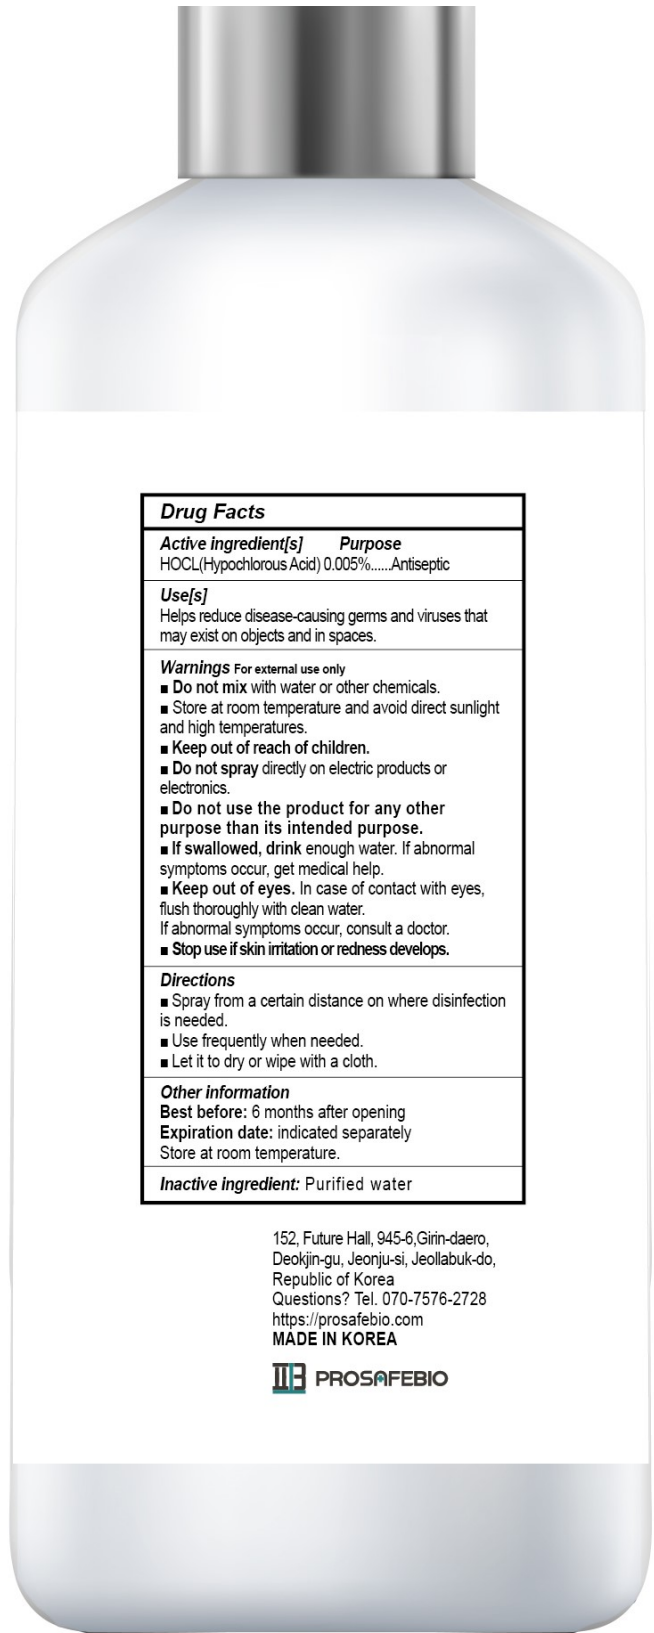 Drug Facts
Active ingredient[s] Purpose
HOCL(Hypochlorous Acid) 0.005%......Antiseptic
Use[s]
Helps reduce disease-causing germs and viruses that
may exist on objects and in spaces.
Warnings For external use only
■ Do not mix with water or other chemicals.
■ Store at room temperature and avoid direct sunlight
and high temperatures.
■ Keep out of reach of children.
■ Do not spray directly on electric products or
electronics.
■ Do not use the product for any other
purpose than its intended purpose.
■ If swallowed, drink enough water. If abnormal
symptoms occur, get medical help.
■ Keep out of eyes. In case of contact with eyes,
flush thoroughly with clean water.
If abnormal symptoms occur, consult a doctor.
■ Stop use if skin irritation or redness develops.
Directions
■ Spray from a certain distance on where disinfection
is needed.
■ Use frequently when needed.
■ Let it to dry or wipe with a cloth.
Other information
Best before: 6 months after opening
Expiration date: indicated separately
Store at room temperature.
Inactive ingredient: Purified water
152, Future Hall, 945-6,Girin-daero,
Deokjin-gu, Jeonju-si, Jeollabuk-do,
Republic of Korea
Questions? Tel. 070-7576-2728
https://prosafebio.com
MADE IN KOREA
PROSAFEBIO